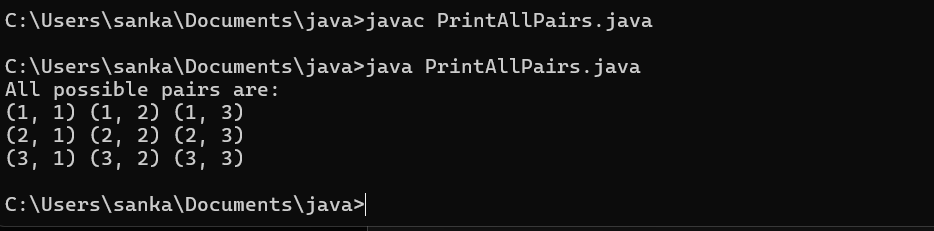 C:\Users\sanka\Documents\java>javac PrintAllPairs.java
C:\Users\sanka\Documents\java>java PrintAllPairs.java
All possible pairs are:
(1, 1) (1, 2) (1, 3)
(2, 1) (2, 2) (2, 3)
(3, 1) (3, 2) (3, 3)
C:\Users\sanka\Documents\java>